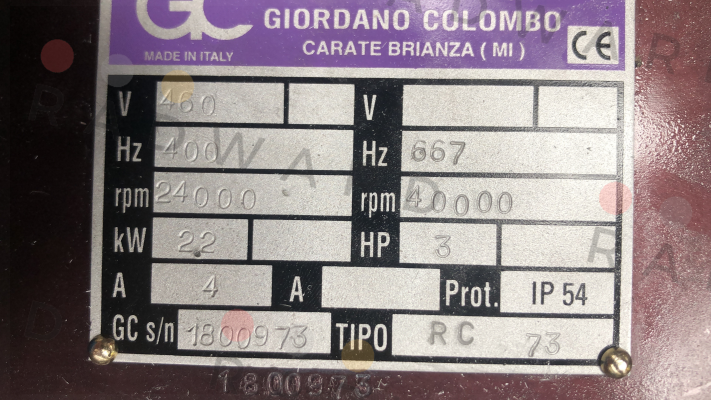 GC GIORDANO COLOMBO
MADE IN ITALY CARATE BRIANZA ( MI ) CE
V 460 V
Hz 400 Hz 667
rpm 24000 rpm 40000
kW 2.2 HP 3
A 4 A Prot. IP 54
GC s/n 1800973 TIPO RC 73
1800973